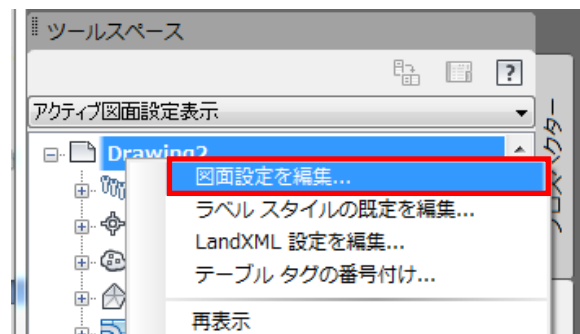 ツールスペース
?
アクティブ図面設定表示
Drawing2
図面設定を編集...
ラベル スタイルの既定を編集...
LandXML 設定を編集...
テーブル タグの番号付け...
再表示